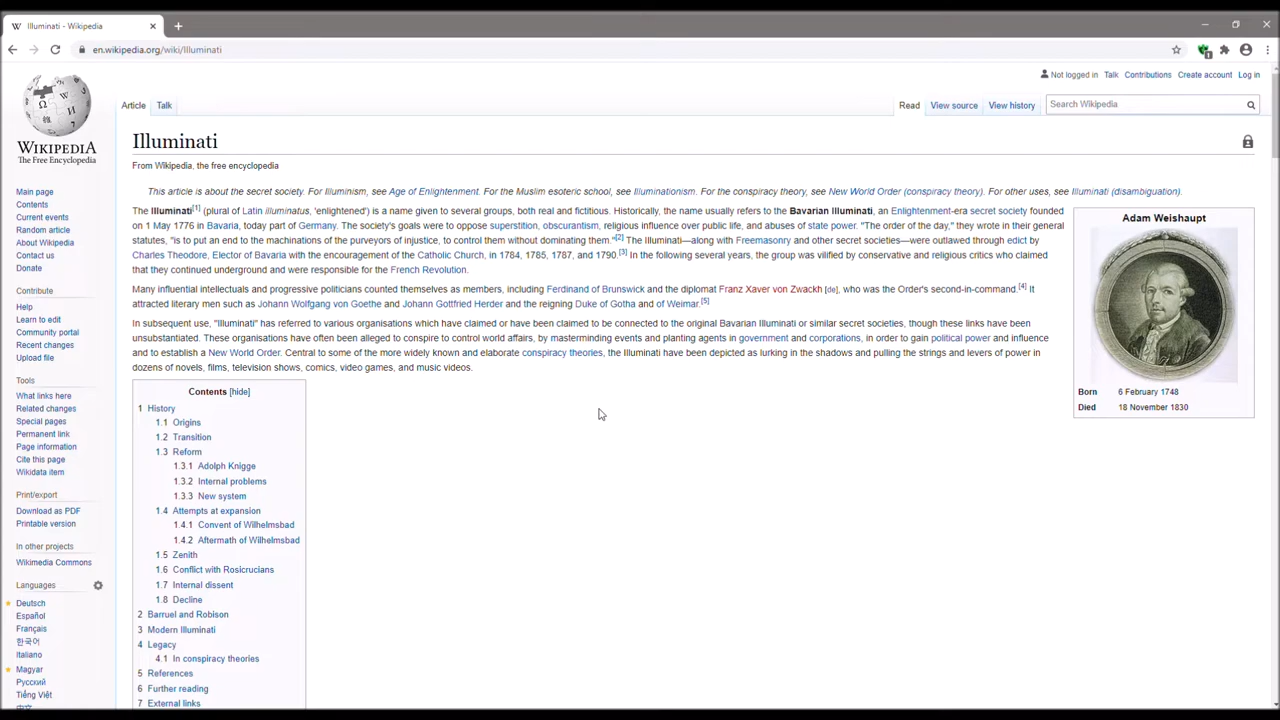 Illuminati - Wikipedia
en.wikipedia.org/wiki/Illuminati
Not logged in Talk Contributions Create account Log in
Article Talk
Read View source View history Search Wikipedia
WIKIPEDIA
The Free Encyclopedia
Main page
Contents
Current events
Random article
About Wikipedia
Contact us
Donate
Contribute
Help
Learn to edit
Community portal
Recent changes
Upload file
Tools
What links here
Related changes
Special pages
Permanent link
Page information
Cite this page
Wikidata item
Print/export
Download as PDF
Printable version
In other projects
Wikimedia Commons
Languages
Deutsch
Español
Français
한국어
Italiano
Magyar
Русский
Tiếng Việt
中文
Illuminati
From Wikipedia, the free encyclopedia
This article is about the secret society. For Illuminism, see Age of Enlightenment. For the Muslim esoteric school, see Illuminationism. For the conspiracy theory, see New World Order (conspiracy theory). For other uses, see Illuminati (disambiguation).
The Illuminati[1] (plural of Latin illuminatus, 'enlightened') is a name given to several groups, both real and fictitious. Historically, the name usually refers to the Bavarian Illuminati, an Enlightenment-era secret society founded
on 1 May 1776 in Bavaria, today part of Germany. The society's goals were to oppose superstition, obscurantism, religious influence over public life, and abuses of state power. "The order of the day," they wrote in their general
statutes, "is to put an end to the machinations of the purveyors of injustice, to control them without dominating them."[2] The Illuminati—along with Freemasonry and other secret societies—were outlawed through edict by
Charles Theodore, Elector of Bavaria with the encouragement of the Catholic Church, in 1784, 1785, 1787, and 1790.[3] In the following several years, the group was vilified by conservative and religious critics who claimed
that they continued underground and were responsible for the French Revolution.
Many influential intellectuals and progressive politicians counted themselves as members, including Ferdinand of Brunswick and the diplomat Franz Xaver von Zwackh [de], who was the Order's second-in-command.[4] It
attracted literary men such as Johann Wolfgang von Goethe and Johann Gottfried Herder and the reigning Duke of Gotha and of Weimar.[5]
In subsequent use, "Illuminati" has referred to various organisations which have claimed or have been claimed to be connected to the original Bavarian Illuminati or similar secret societies, though these links have been
unsubstantiated. These organisations have often been alleged to conspire to control world affairs, by masterminding events and planting agents in government and corporations, in order to gain political power and influence
and to establish a New World Order. Central to some of the more widely known and elaborate conspiracy theories, the Illuminati have been depicted as lurking in the shadows and pulling the strings and levers of power in
dozens of novels, films, television shows, comics, video games, and music videos.
Contents [hide]
1 History
1.1 Origins
1.2 Transition
1.3 Reform
1.3.1 Adolph Knigge
1.3.2 Internal problems
1.3.3 New system
1.4 Attempts at expansion
1.4.1 Convent of Wilhelmsbad
1.4.2 Aftermath of Wilhelmsbad
1.5 Zenith
1.6 Conflict with Rosicrucians
1.7 Internal dissent
1.8 Decline
2 Barruel and Robison
3 Modern Illuminati
4 Legacy
4.1 In conspiracy theories
5 References
6 Further reading
7 External links
Adam Weishaupt
Born 6 February 1748
Died 18 November 1830